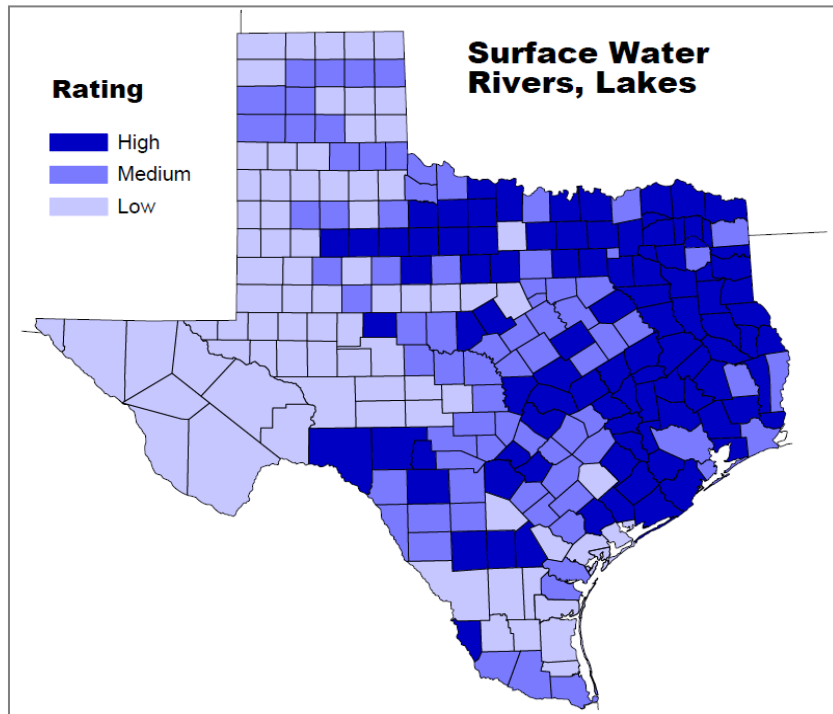 Surface Water
Rivers, Lakes
Rating
High
Medium
Low